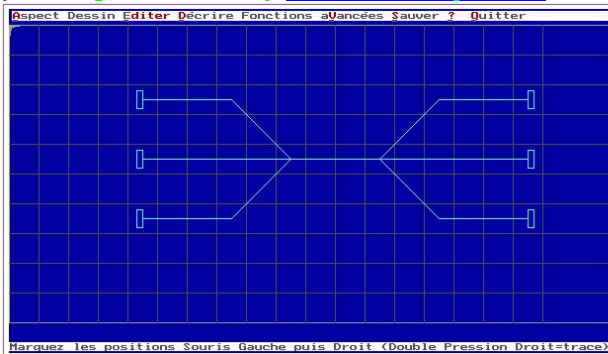 Aspect Dessin Editer Décrire Fonctions aVancées Sauver ? Quitter
Marquez les positions Souris Gauche puis Droit (Double Pression Droit=trace)